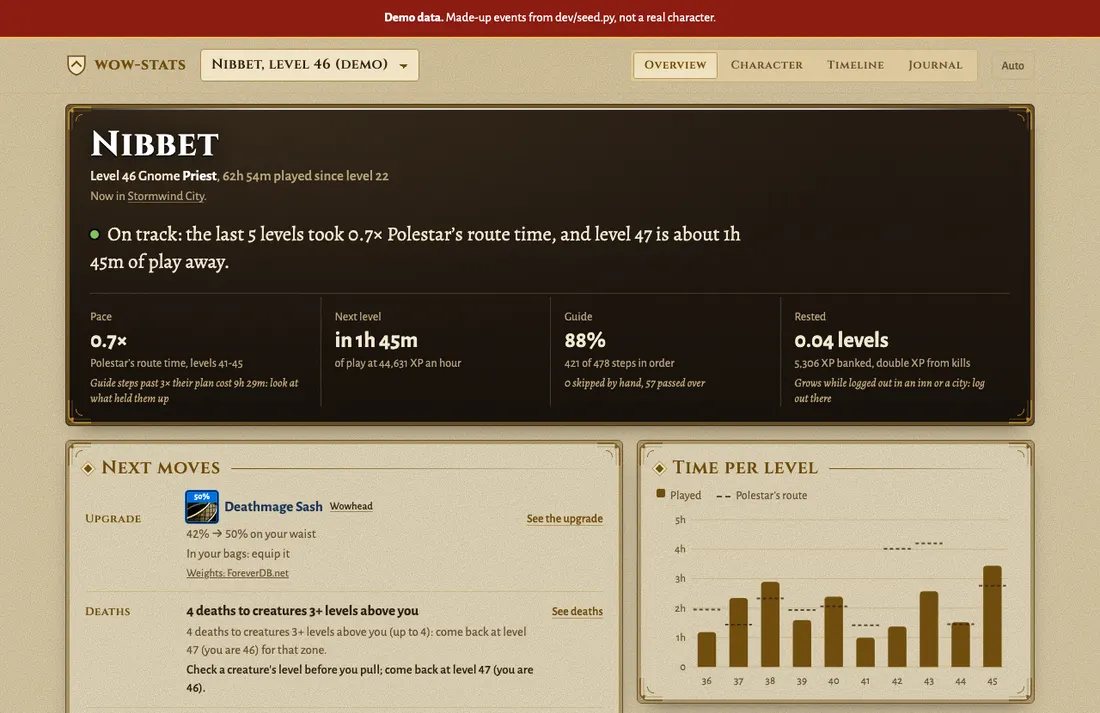 Demo data. Made-up events from dev/seed.py, not a real character.
WOW-STATS
NIBBET, LEVEL 46 (DEMO)
OVERVIEW
CHARACTER
TIMELINE
JOURNAL
Auto
NIBBET
Level 46 Gnome Priest, 62h 54m played since level 22
Now in Stormwind City.
On track: the last 5 levels took 0.7× Polestar's route time, and level 47 is about 1h
45m of play away.
Pace
0.7×
Polestar's route time, levels 41-45
Guide steps past 3× their plan cost 9h 29m: look at
what held them up
Next level
in 1h 45m
of play at 44,631 XP an hour
Guide
88%
421 of 478 steps in order
0 skipped by hand, 57 passed over
Rested
0.04 levels
5,306 XP banked, double XP from kills
Grows while logged out in an inn or a city: log
out there
NEXT MOVES
UPGRADE
50%
Deathmage Sash
Wowhead
42% → 50% on your waist
In your bags: equip it
Weights: ForeverDB.net
See the upgrade
DEATHS
4 deaths to creatures 3+ levels above you
4 deaths to creatures 3+ levels above you (up to 4): come back at level
47 (you are 46) for that zone.
Check a creature's level before you pull; come back at level 47 (you are
46).
See deaths
TIME PER LEVEL
Played
Polestar's route
5h
4h
3h
2h
1h
0
36 37 38 39 40 41 42 43 44 45